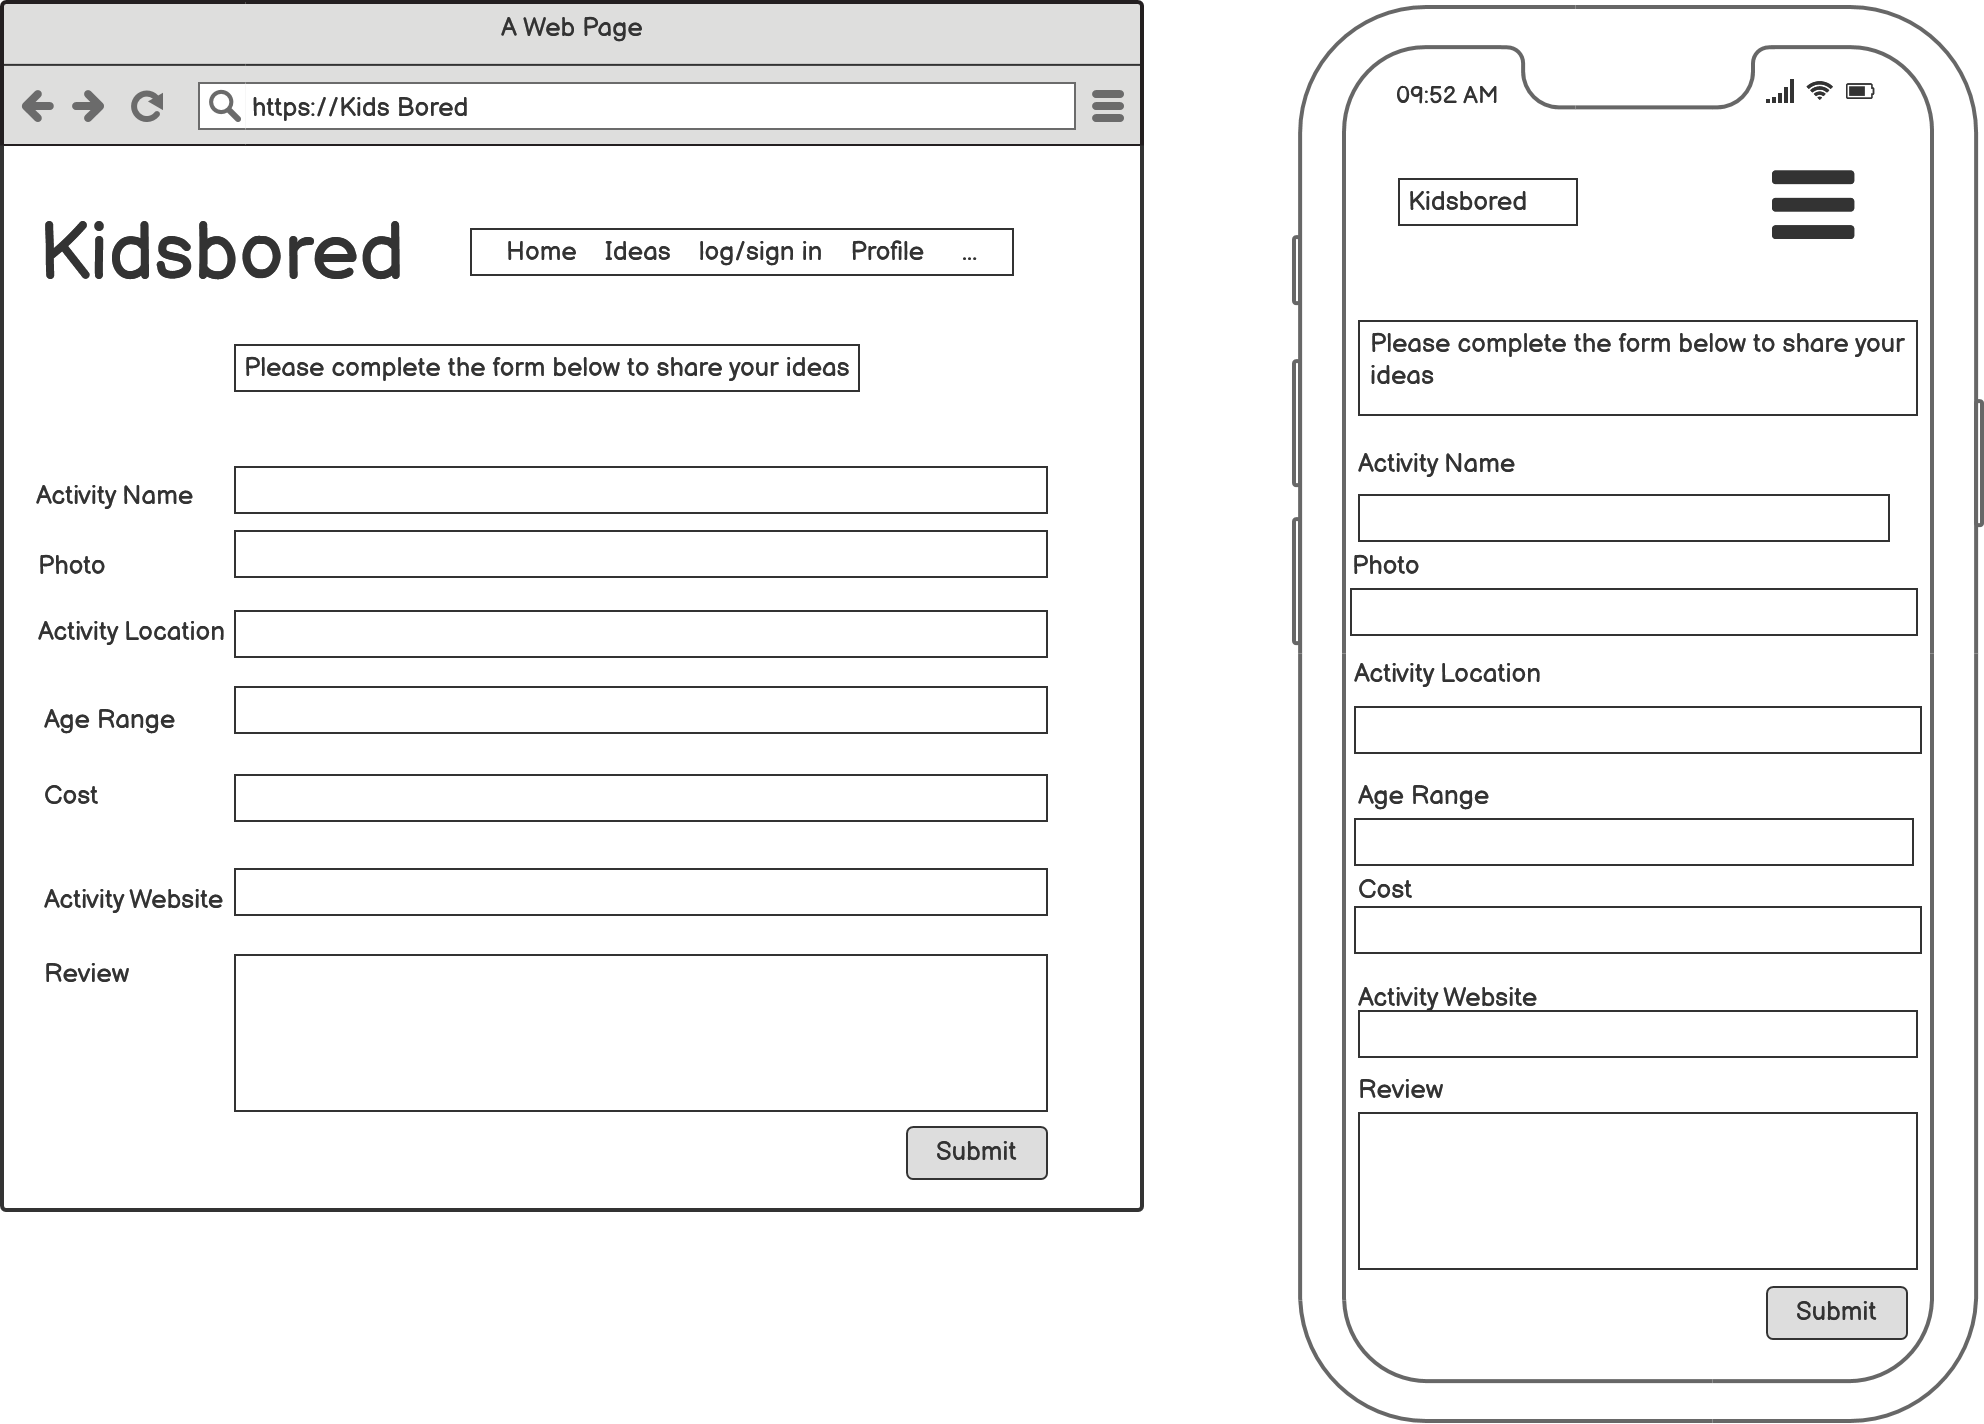 A Web Page
https://Kids Bored
Kidsbored
Home Ideas log/sign in Profile ...
Please complete the form below to share your ideas
Activity Name
Photo
Activity Location
Age Range
Cost
Activity Website
Review
Submit
09:52 AM
Kidsbored
Please complete the form below to share your
ideas
Activity Name
Photo
Activity Location
Age Range
Cost
Activity Website
Review
Submit